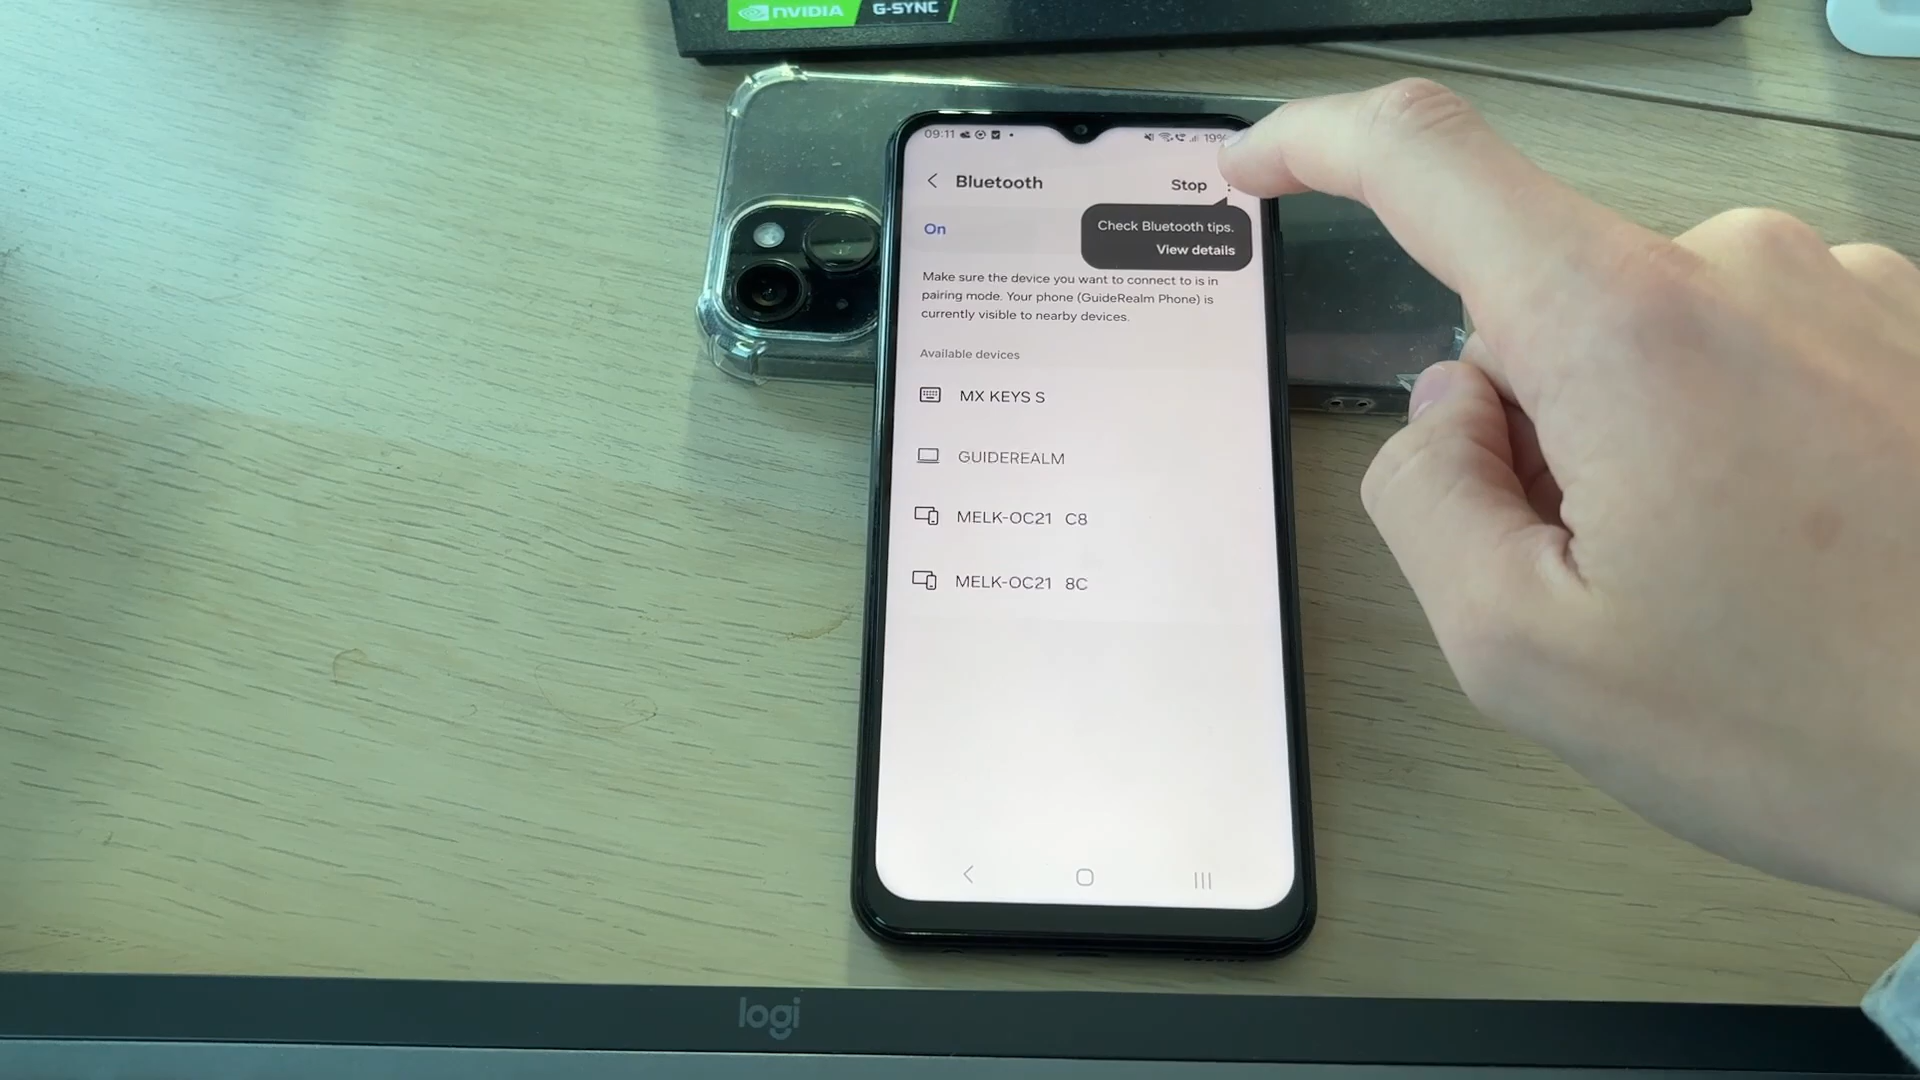 NVIDIA G-SYNC
09:11 19%
Bluetooth Stop
Check Bluetooth tips.
View details
On
Make sure the device you want to connect to is in
pairing mode. Your phone (GuideRealm Phone) is
currently visible to nearby devices.
Available devices
MX KEYS S
GUIDEREALM
MELK-OC21 C8
MELK-OC21 8C
logi